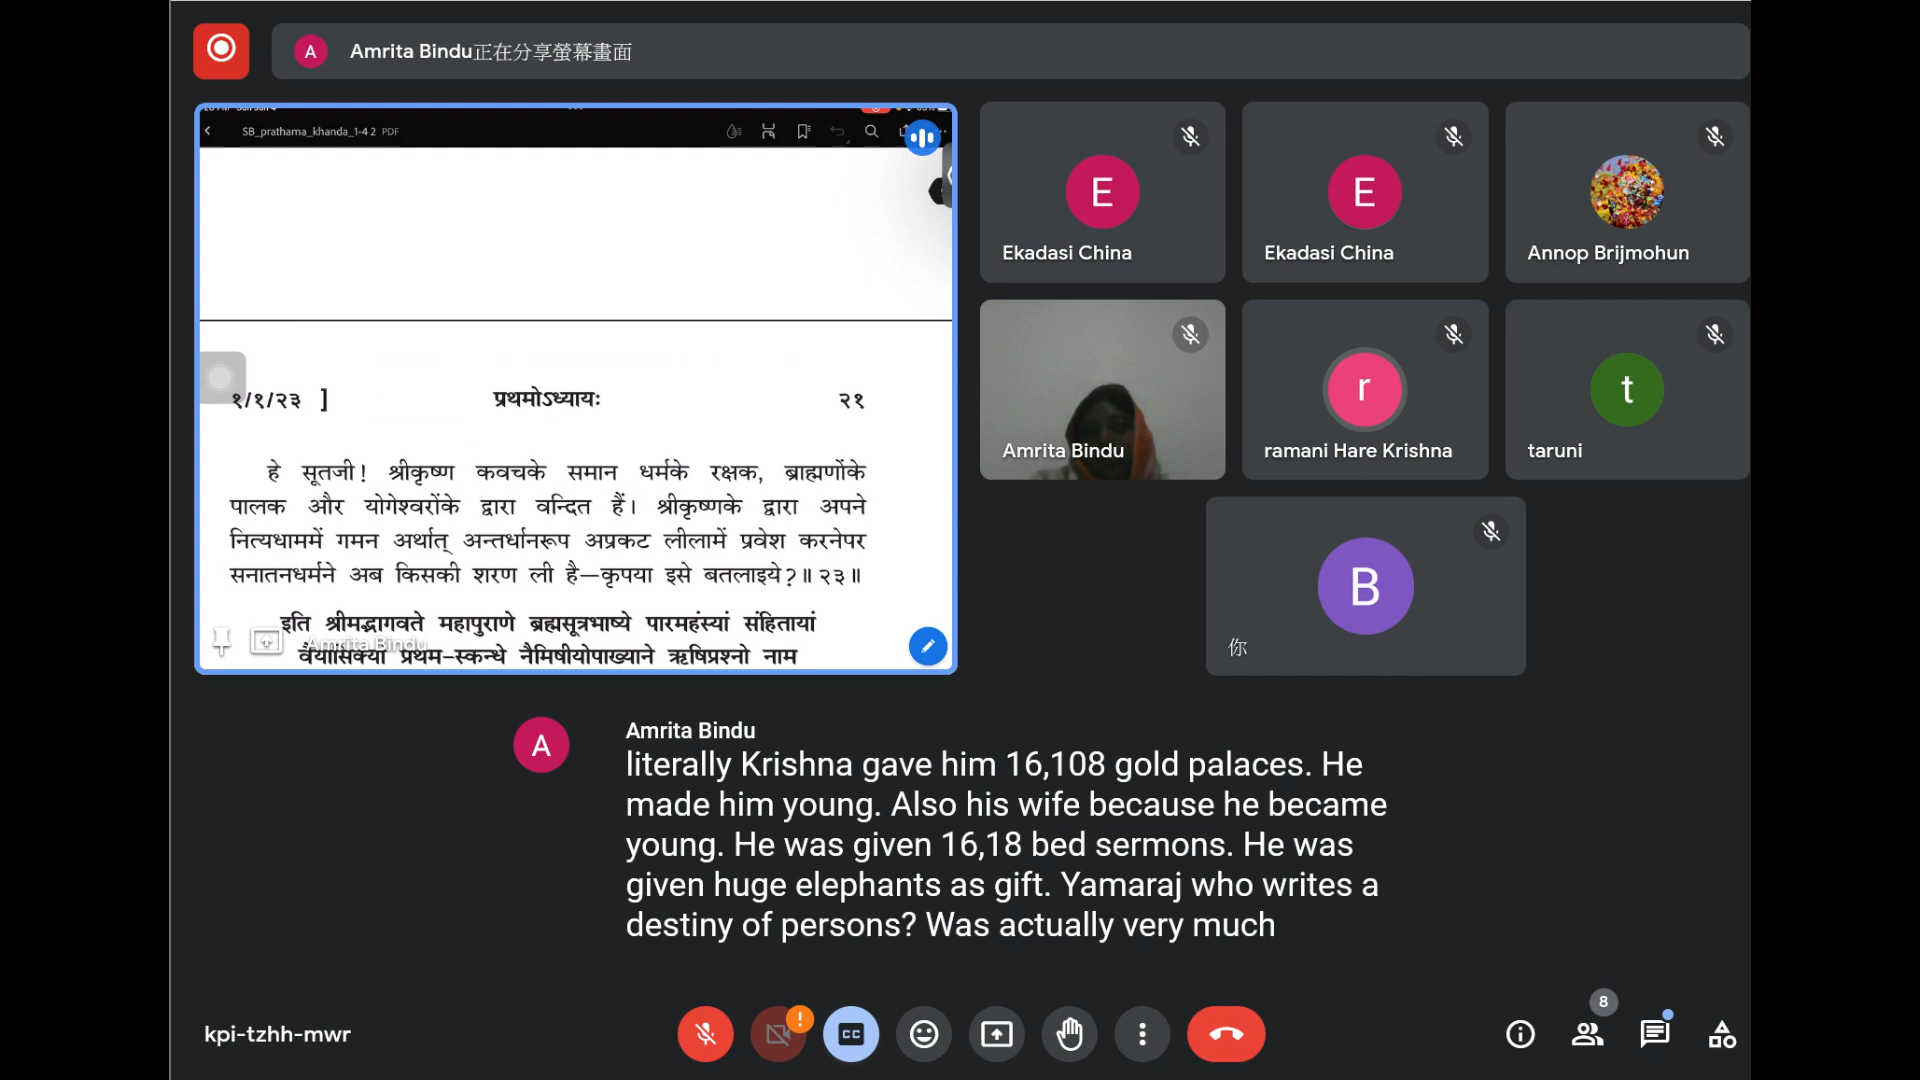 A Amrita Bindu正在分享螢幕畫面
SB_prathama_khanda_1-4 2 PDF
१/१/२३ ] प्रथमोऽध्यायः २१
हे सूतजी! श्रीकृष्ण कवचके समान धर्मके रक्षक, ब्राह्मणोंके
पालक और योगेश्वरोंके द्वारा वन्दित हैं। श्रीकृष्णके द्वारा अपने
नित्यधाममें गमन अर्थात् अन्तर्धानरूप अप्रकट लीलामें प्रवेश करनेपर
सनातनधर्मने अब किसकी शरण ली है—कृपया इसे बतलाइये?॥२३॥
इति श्रीमद्भागवते महापुराणे ब्रह्मसूत्रभाष्ये पारमहंस्यां संहितायां
वैयासिक्यां प्रथम-स्कन्धे नैमिषीयोपाख्याने ऋषिप्रश्नो नाम
Amrita Bindu
E
Ekadasi China
E
Ekadasi China
Annop Brijmohun
Amrita Bindu
r
ramani Hare Krishna
t
taruni
B
你
A
Amrita Bindu
literally Krishna gave him 16,108 gold palaces. He
made him young. Also his wife because he became
young. He was given 16,18 bed sermons. He was
given huge elephants as gift. Yamaraj who writes a
destiny of persons? Was actually very much
kpi-tzhh-mwr
!
CC
8